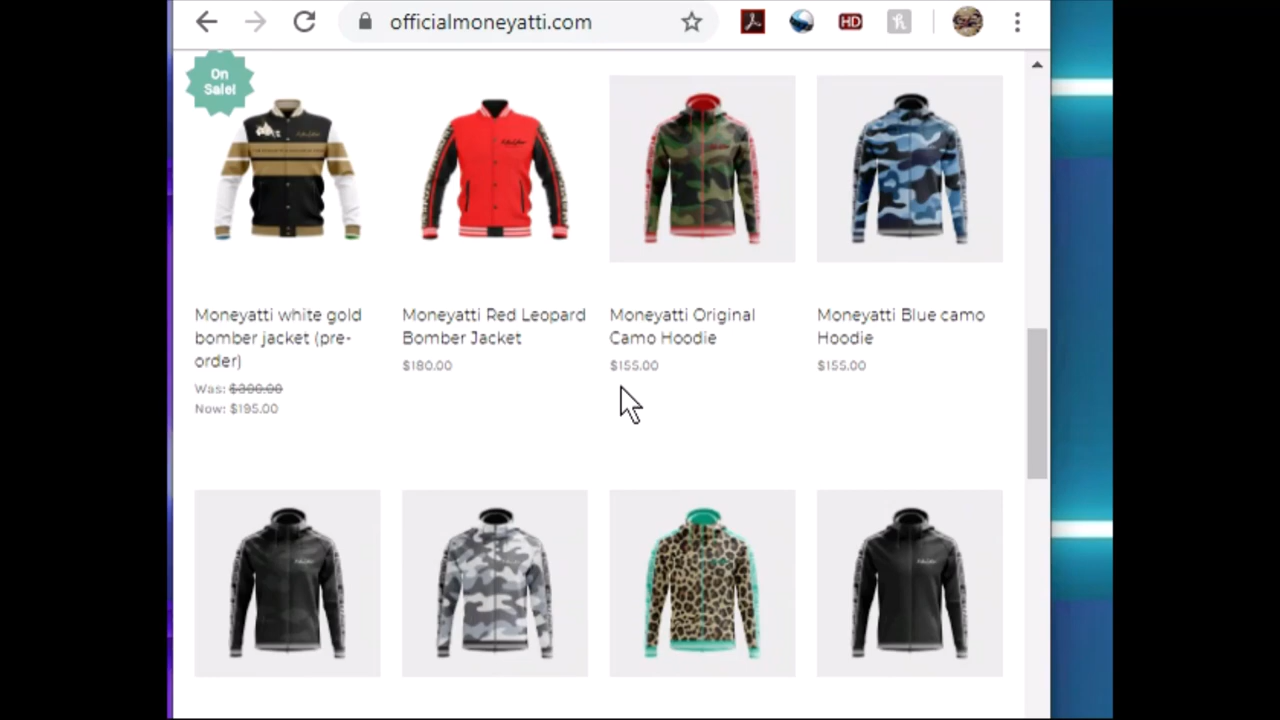 officialmoneyatti.com
HD
On
Sale!
Moneyatti white gold
bomber jacket (pre-
order)
Was: $300.00
Now: $195.00
Moneyatti Red Leopard
Bomber Jacket
$180.00
Moneyatti Original
Camo Hoodie
$155.00
Moneyatti Blue camo
Hoodie
$155.00